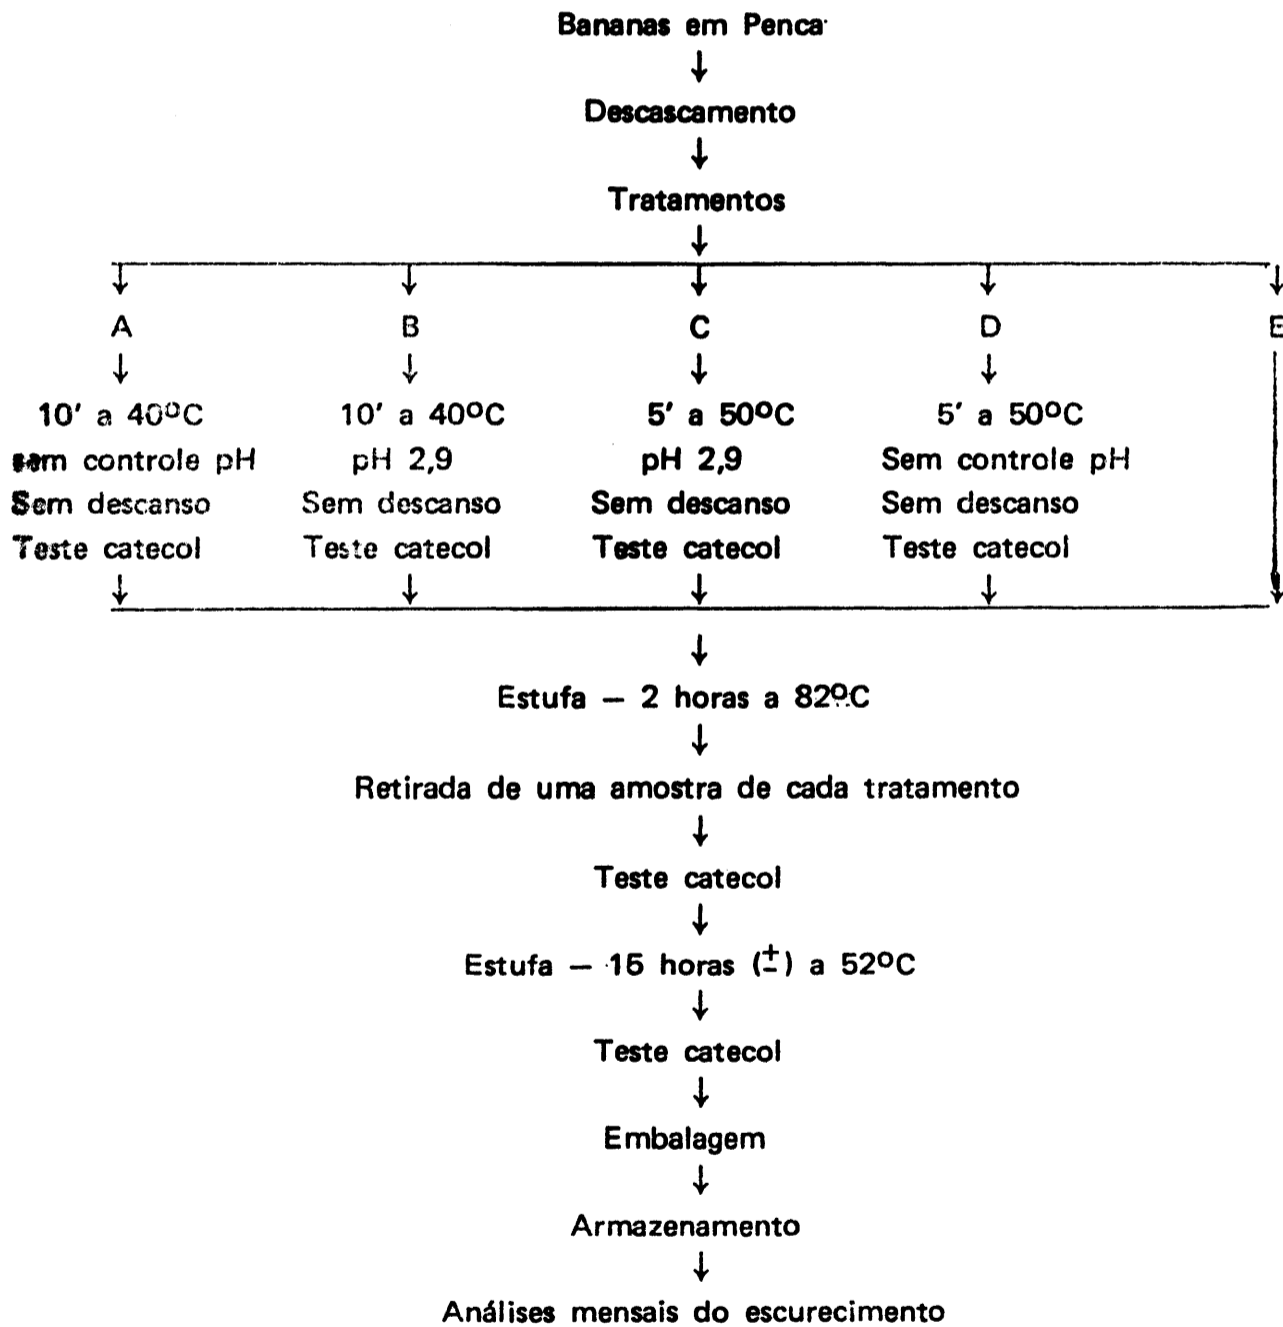 Bananas em Penca
Descascamento
Tratamentos
A B C D E
10′ a 40ºC 10′ a 40ºC 5′ a 50ºC 5′ a 50ºC
sem controle pH pH 2,9 pH 2,9 Sem controle pH
Sem descanso Sem descanso Sem descanso Sem descanso
Teste catecol Teste catecol Teste catecol Teste catecol
Estufa — 2 horas a 82ºC
Retirada de uma amostra de cada tratamento
Teste catecol
Estufa — 15 horas (±) a 52ºC
Teste catecol
Embalagem
Armazenamento
Análises mensais do escurecimento